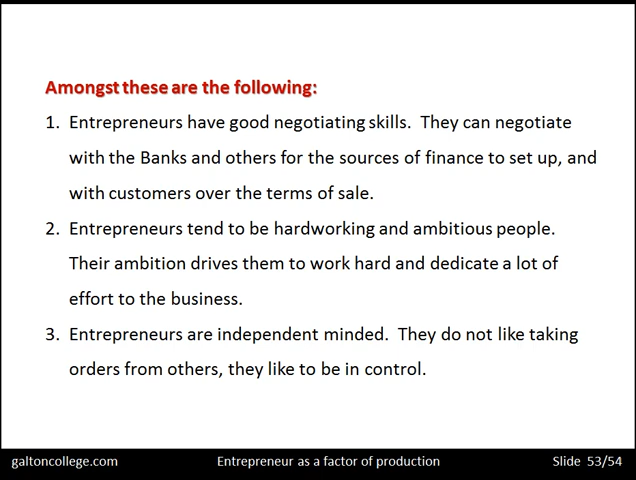 Amongst these are the following:
1. Entrepreneurs have good negotiating skills. They can negotiate
with the Banks and others for the sources of finance to set up, and
with customers over the terms of sale.
2. Entrepreneurs tend to be hardworking and ambitious people.
Their ambition drives them to work hard and dedicate a lot of
effort to the business.
3. Entrepreneurs are independent minded. They do not like taking
orders from others, they like to be in control.
galtoncollege.com Entrepreneur as a factor of production Slide 53/54